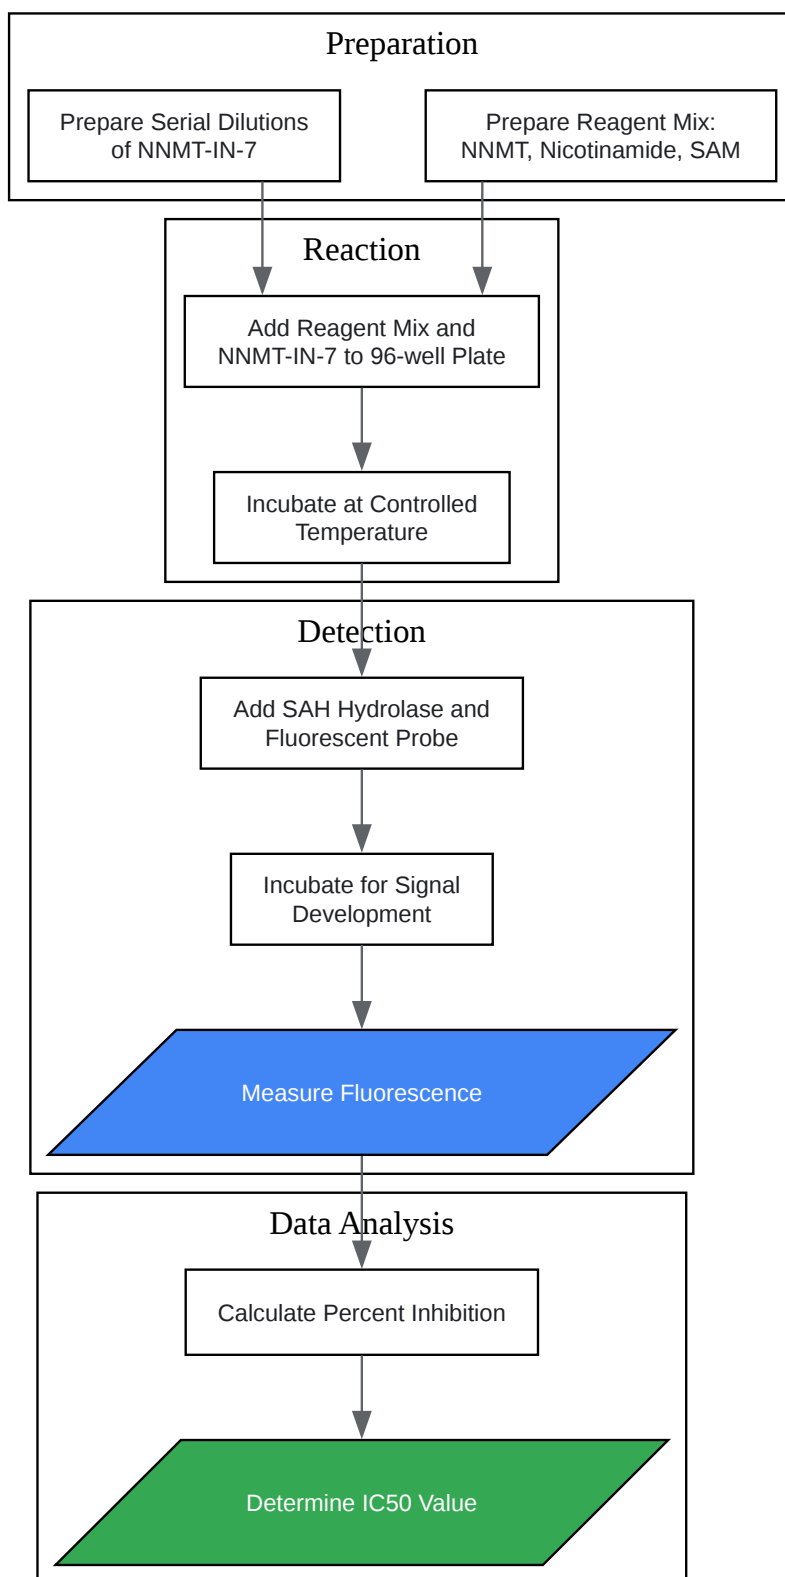 Preparation
Prepare Serial Dilutions
of NNMT-IN-7
Prepare Reagent Mix:
NNMT, Nicotinamide, SAM
Reaction
Add Reagent Mix and
NNMT-IN-7 to 96-well Plate
Incubate at Controlled
Temperature
Detection
Add SAH Hydrolase and
Fluorescent Probe
Incubate for Signal
Development
Measure Fluorescence
Data Analysis
Calculate Percent Inhibition
Determine IC50 Value